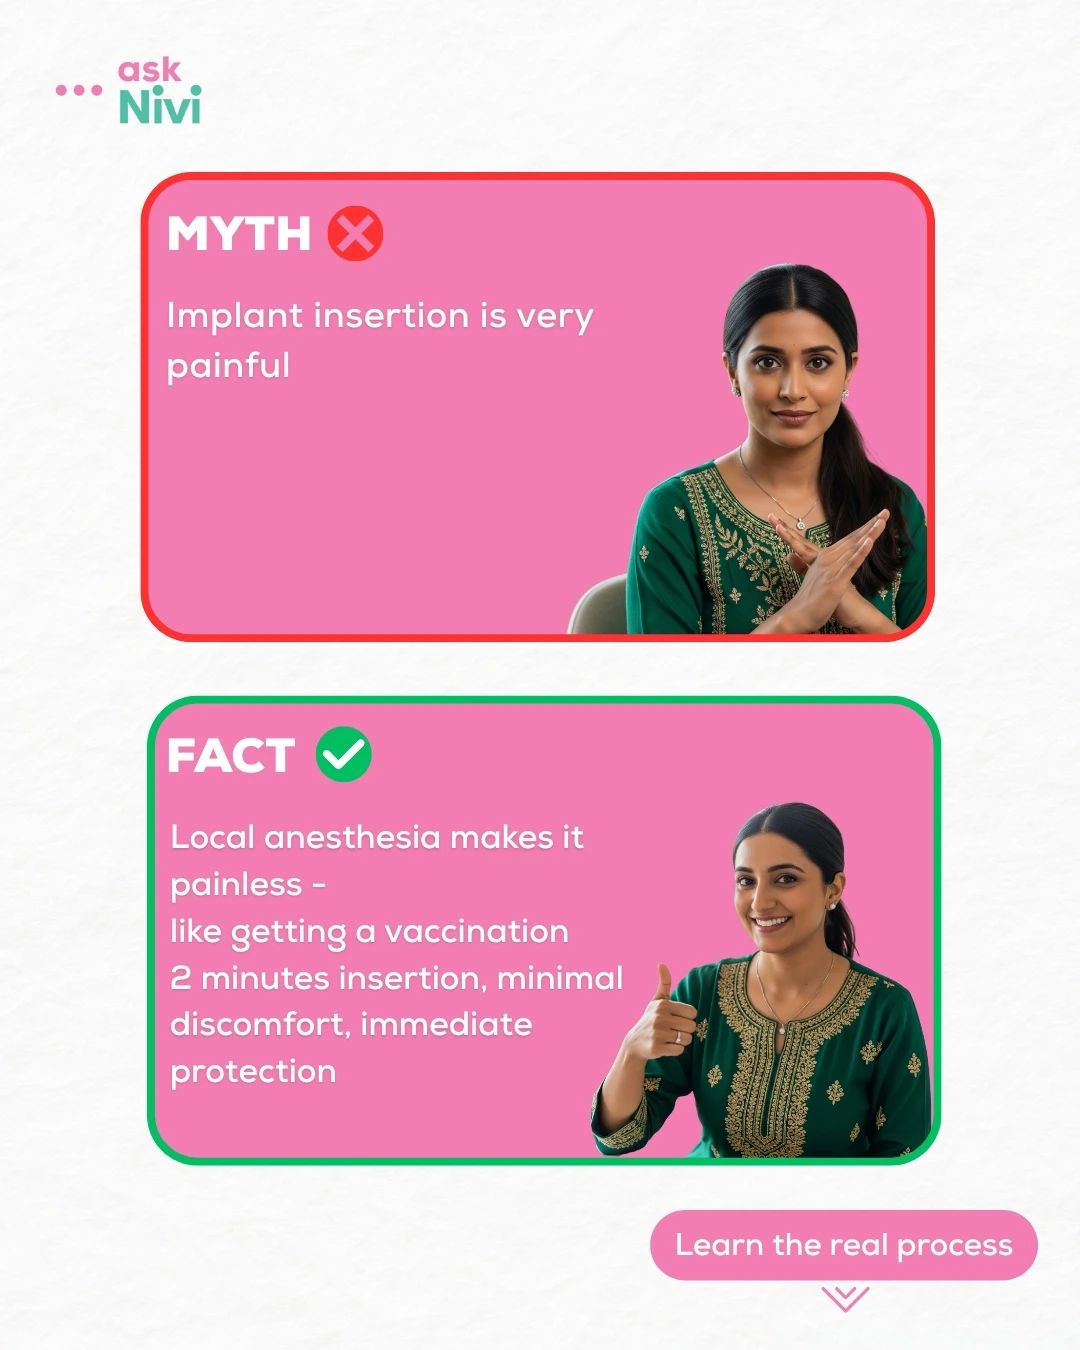 ask
Nivi
MYTH
Implant insertion is very
painful
FACT
Local anesthesia makes it
painless -
like getting a vaccination
2 minutes insertion, minimal
discomfort, immediate
protection
Learn the real process